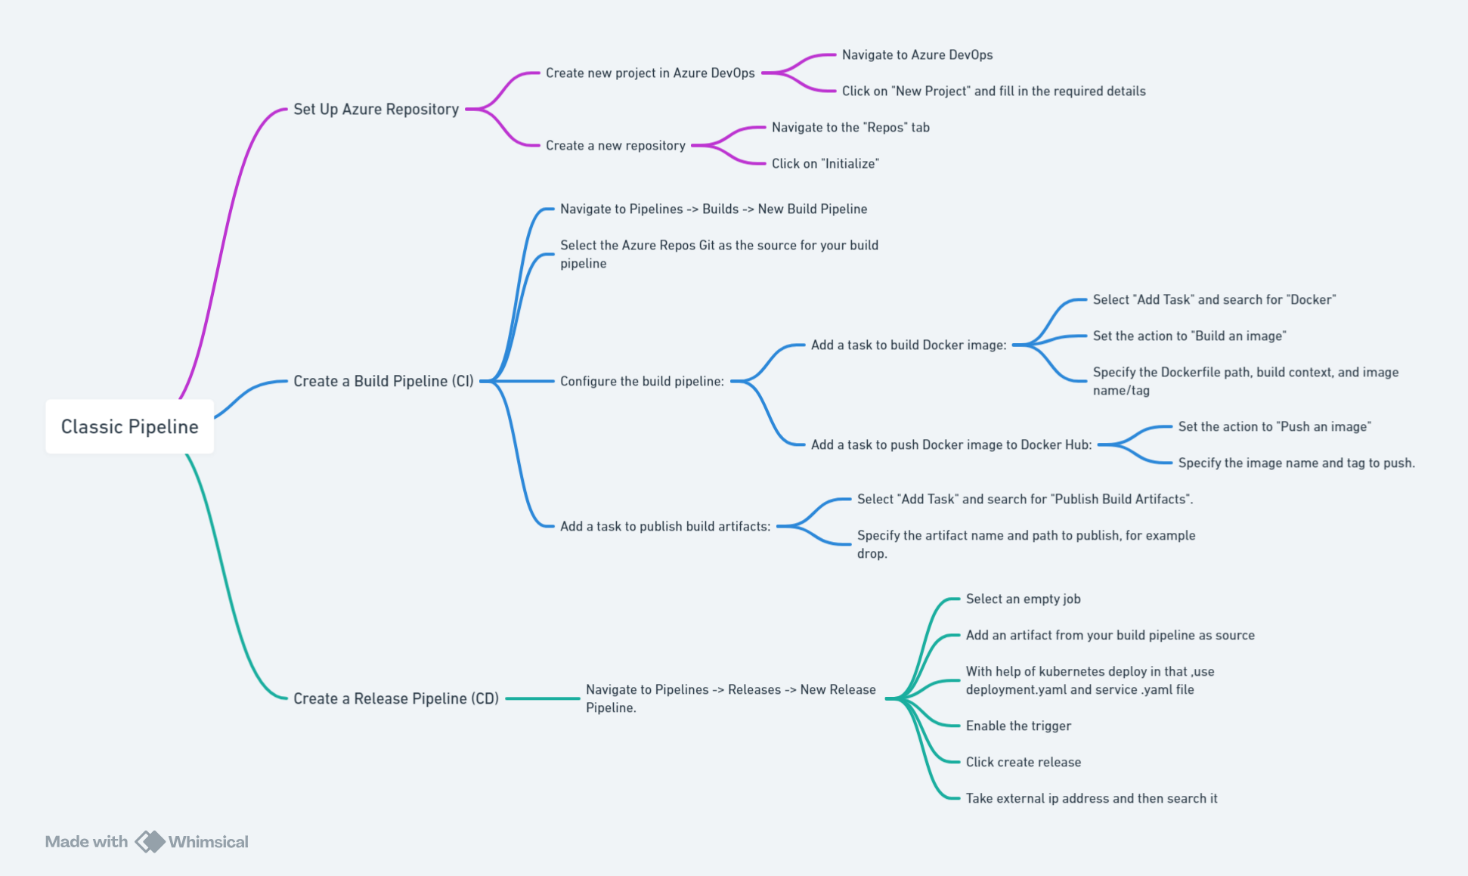 Classic Pipeline
Set Up Azure Repository
Create new project in Azure DevOps
Navigate to Azure DevOps
Click on "New Project" and fill in the required details
Create a new repository
Navigate to the "Repos" tab
Click on "Initialize"
Create a Build Pipeline (CI)
Navigate to Pipelines -> Builds -> New Build Pipeline
Select the Azure Repos Git as the source for your build
pipeline
Configure the build pipeline:
Add a task to build Docker image:
Select "Add Task" and search for "Docker"
Set the action to "Build an image"
Specify the Dockerfile path, build context, and image
name/tag
Add a task to push Docker image to Docker Hub:
Set the action to "Push an image"
Specify the image name and tag to push.
Add a task to publish build artifacts:
Select "Add Task" and search for "Publish Build Artifacts".
Specify the artifact name and path to publish, for example
drop.
Create a Release Pipeline (CD)
Navigate to Pipelines -> Releases -> New Release
Pipeline.
Select an empty job
Add an artifact from your build pipeline as source
With help of kubernetes deploy in that ,use
deployment.yaml and service .yaml file
Enable the trigger
Click create release
Take external ip address and then search it
Made with Whimsical